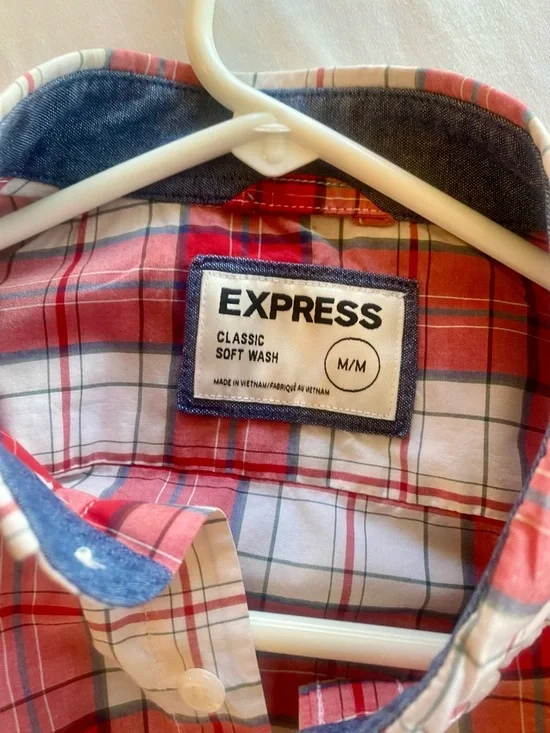 EXPRESS
CLASSIC
SOFT WASH
M/M
MADE IN VIETNAM/FABRIQUÉ AU VIETNAM